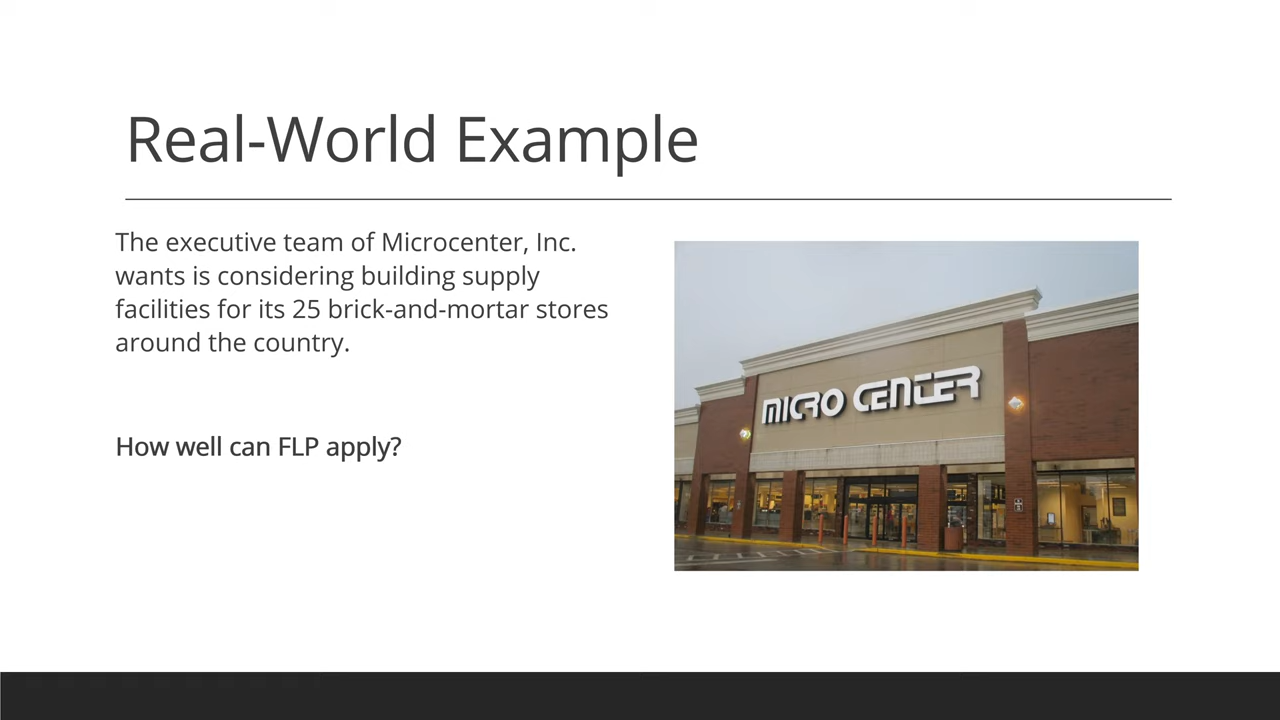 Real-World Example
The executive team of Microcenter, Inc.
wants is considering building supply
facilities for its 25 brick-and-mortar stores
around the country.
How well can FLP apply?
MICRO CENTER